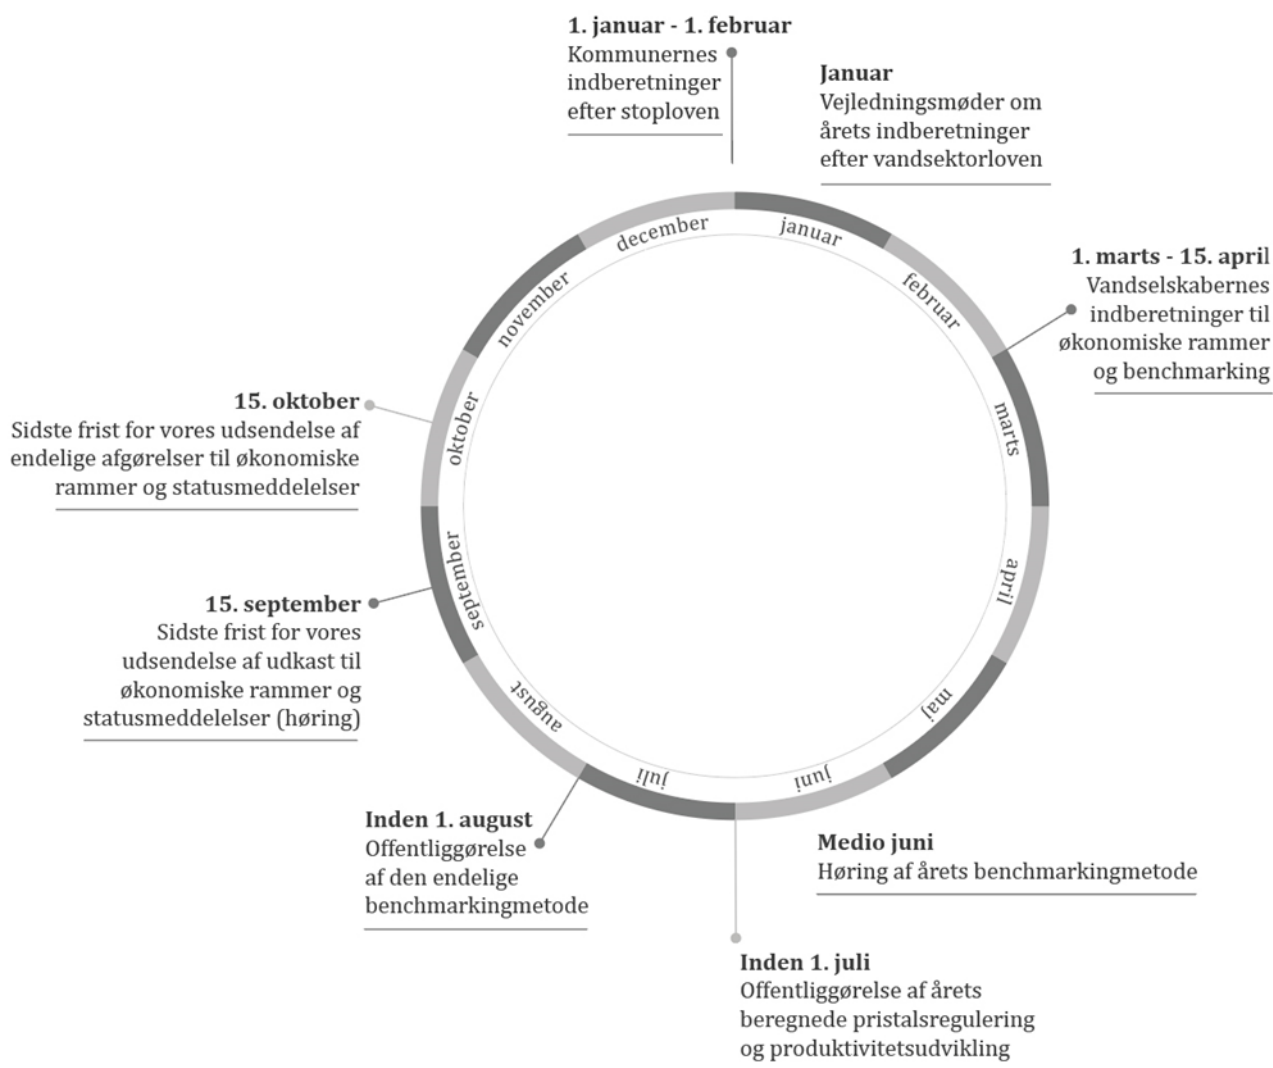 1. januar - 1. februar
Kommunernes
indberetninger
efter stoploven
Januar
Vejledningsmøder om
årets indberetninger
efter vandsektorloven
1. marts - 15. april
Vandselskabernes
indberetninger til
økonomiske rammer
og benchmarking
Medio juni
Høring af årets benchmarkingmetode
Inden 1. juli
Offentliggørelse af årets
beregnede pristalsregulering
og produktivitetsudvikling
Inden 1. august
Offentliggørelse
af den endelige
benchmarkingmetode
15. september
Sidste frist for vores
udsendelse af udkast til
økonomiske rammer og
statusmeddelelser (høring)
15. oktober
Sidste frist for vores udsendelse af
endelige afgørelser til økonomiske
rammer og statusmeddelelser
januar
februar
marts
april
maj
juni
juli
august
september
oktober
november
december